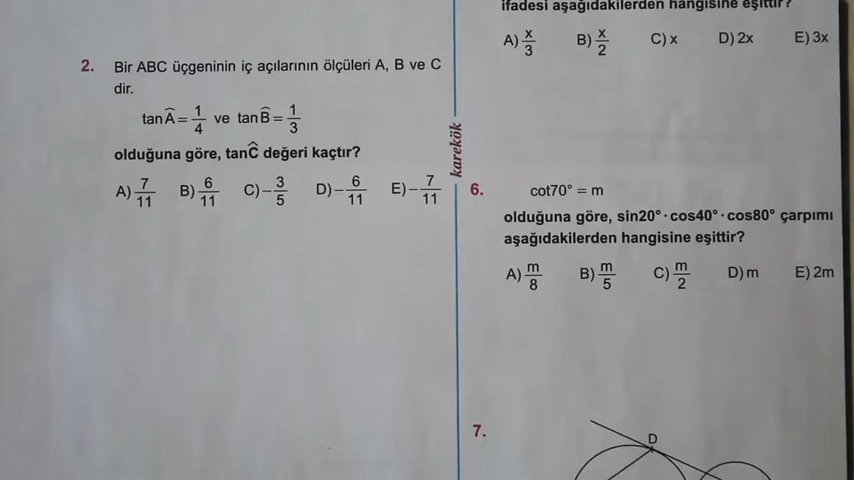 2. Bir ABC üçgeninin iç açılarının ölçüleri A, B ve C
dir.
tanÂ = 1/4 ve tanB̂ = 1/3
olduğuna göre, tanĈ değeri kaçtır?
A) 7/11 B) 6/11 C) -3/5 D) -6/11 E) -7/11
karekök
ifadesi aşağıdakilerden hangisine eşittir?
A) x/3 B) x/2 C) x D) 2x E) 3x
6. cot70° = m
olduğuna göre, sin20° · cos40° · cos80° çarpımı
aşağıdakilerden hangisine eşittir?
A) m/8 B) m/5 C) m/2 D) m E) 2m
7.
D